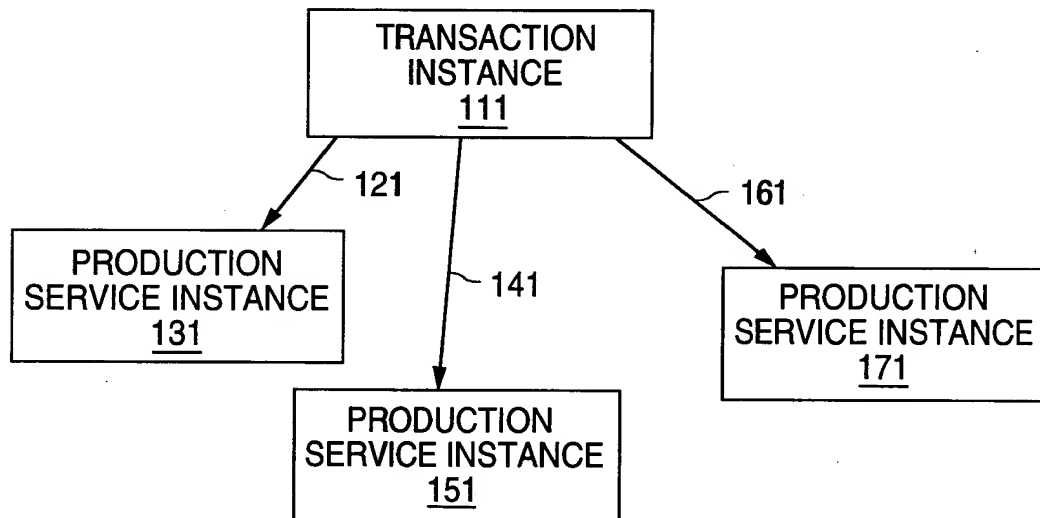 TRANSACTION
INSTANCE
111
121
161
PRODUCTION
SERVICE INSTANCE
131
141
PRODUCTION
SERVICE INSTANCE
171
PRODUCTION
SERVICE INSTANCE
151